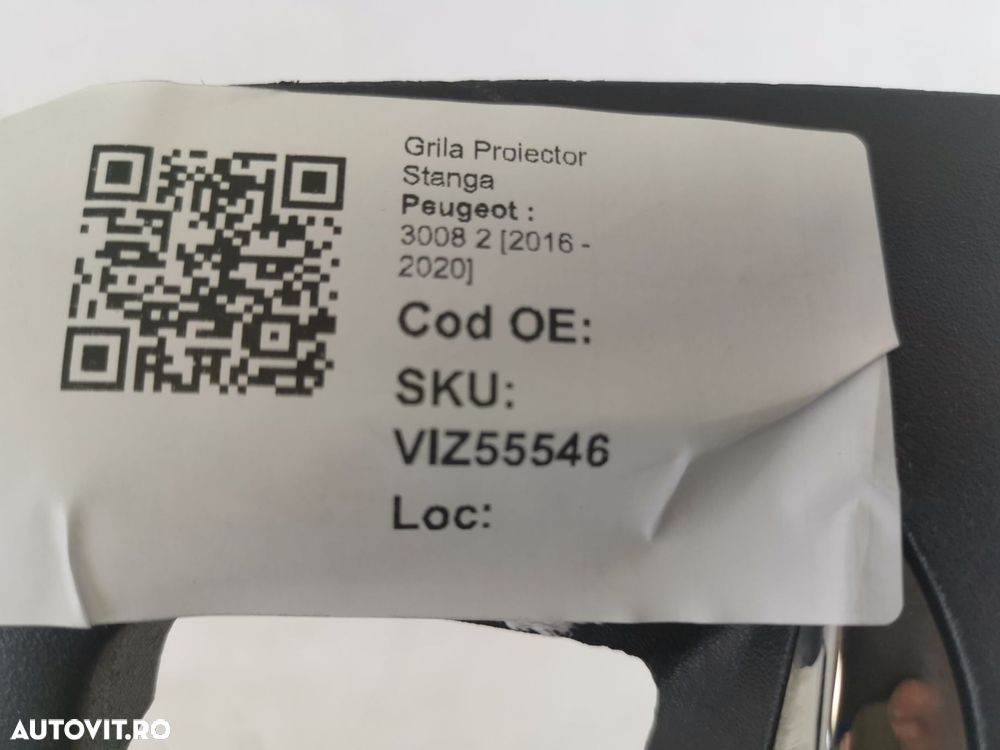 Grila Proiector
Stanga
Peugeot :
3008 2 [2016 -
2020]
Cod OE:
SKU:
VIZ55546
Loc:
AUTOVIT.RO